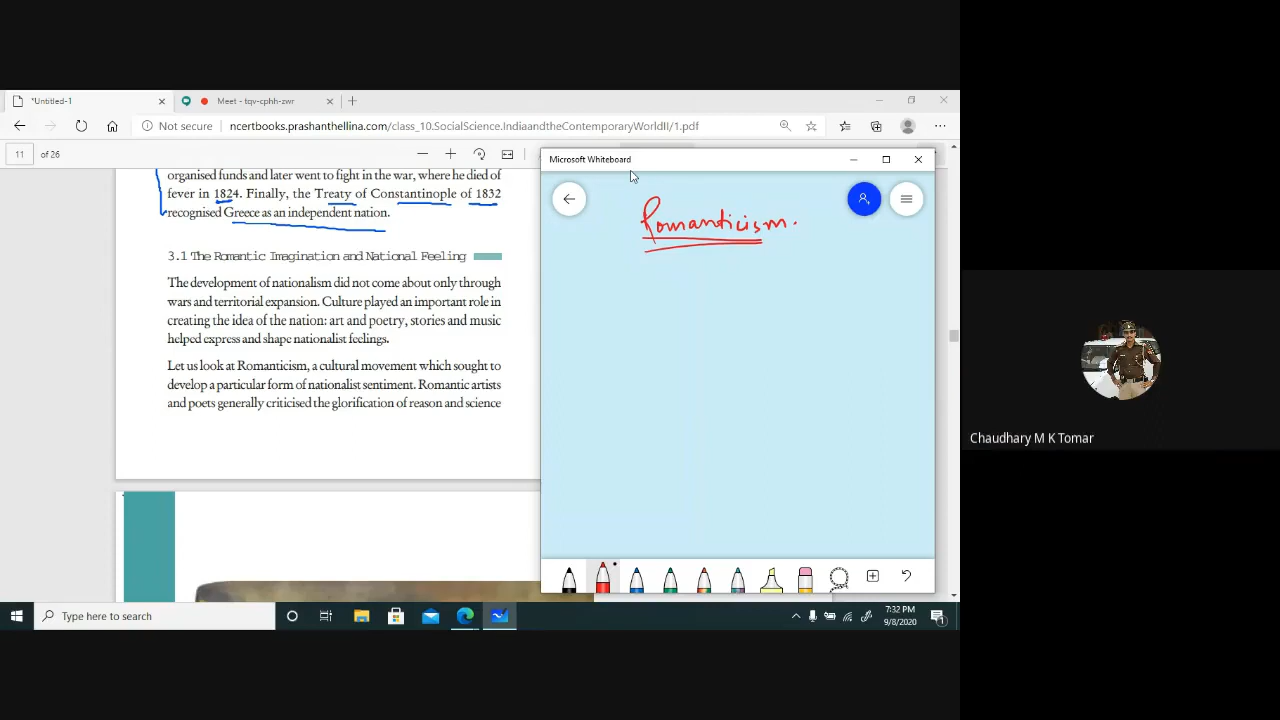 *Untitled-1
Meet - tqv-cphh-zwr
Not secure
ncertbooks.prashanthellina.com/class_10.SocialScience.IndiaandtheContemporaryWorldII/1.pdf
11 of 26
organised funds and later went to fight in the war, where he died of
fever in 1824. Finally, the Treaty of Constantinople of 1832
recognised Greece as an independent nation.
3.1 The Romantic Imagination and National Feeling
The development of nationalism did not come about only through
wars and territorial expansion. Culture played an important role in
creating the idea of the nation: art and poetry, stories and music
helped express and shape nationalist feelings.
Let us look at Romanticism, a cultural movement which sought to
develop a particular form of nationalist sentiment. Romantic artists
and poets generally criticised the glorification of reason and science
Microsoft Whiteboard
Romanticism.
Chaudhary M K Tomar
Type here to search
7:32 PM
9/8/2020
1